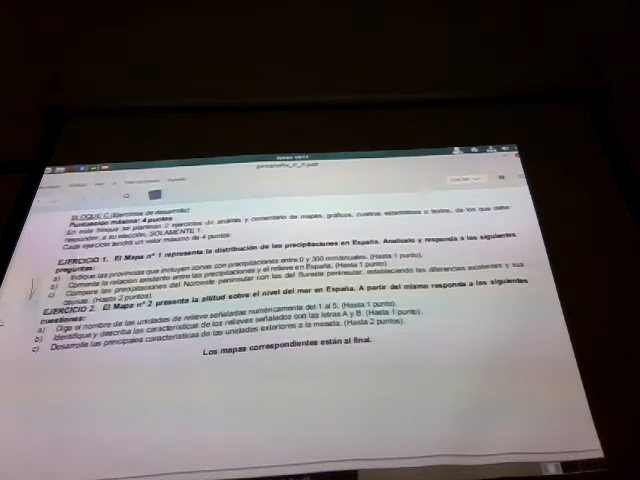 BLOQUE C (Ejercicios de desarrollo)
Puntuación máxima: 4 puntos
En este bloque se plantean 2 ejercicios de análisis y comentario de mapas, gráficos, cuadros estadísticos o textos, de los que debe
responder, a su elección, SOLAMENTE 1.
Cada ejercicio tendrá un valor máximo de 4 puntos
EJERCICIO 1. El Mapa nº 1 representa la distribución de las precipitaciones en España. Analícelo y responda a las siguientes
preguntas:
a) Indique las provincias que incluyen zonas con precipitaciones entre 0 y 300 mm/anuales. (Hasta 1 punto).
b) Comente la relación existente entre las precipitaciones y el relieve en España. (Hasta 1 punto).
c) Compare las precipitaciones del Noroeste peninsular con las del Sureste peninsular, estableciendo las diferencias existentes y sus
causas. (Hasta 2 puntos).
EJERCICIO 2. El Mapa nº 2 presenta la altitud sobre el nivel del mar en España. A partir del mismo responda a las siguientes
cuestiones:
a) Diga el nombre de las unidades de relieve señaladas numéricamente del 1 al 5. (Hasta 1 punto).
b) Identifique y describa las características de los relieves señalados con las letras A y B. (Hasta 1 punto).
c) Desarrolle las principales características de las unidades exteriores a la meseta. (Hasta 2 puntos).
Los mapas correspondientes están al final.